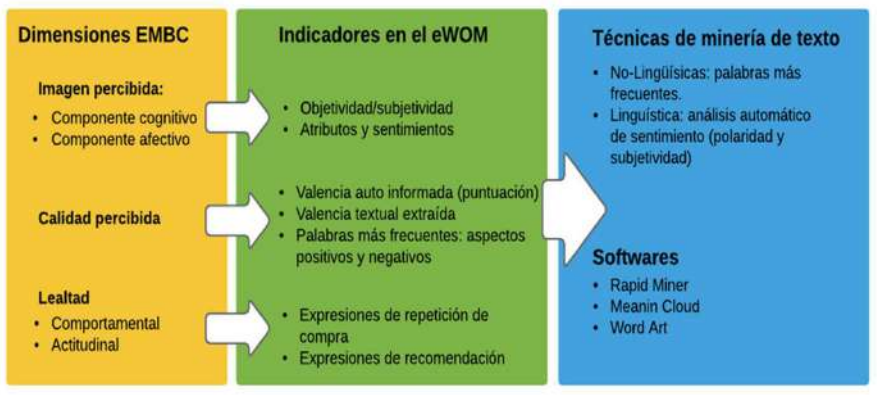 Dimensiones EMBC
Imagen percibida:
• Componente cognitivo
• Componente afectivo
Calidad percibida
Lealtad
• Comportamental
• Actitudinal
Indicadores en el eWOM
• Objetividad/subjetividad
• Atributos y sentimientos
• Valencia auto informada (puntuación)
• Valencia textual extraída
• Palabras más frecuentes: aspectos
positivos y negativos
• Expresiones de repetición de
compra
• Expresiones de recomendación
Técnicas de minería de texto
• No-Lingüísicas: palabras más
frecuentes.
• Linguística: análisis automático
de sentimiento (polaridad y
subjetividad)
Softwares
• Rapid Miner
• Meanin Cloud
• Word Art